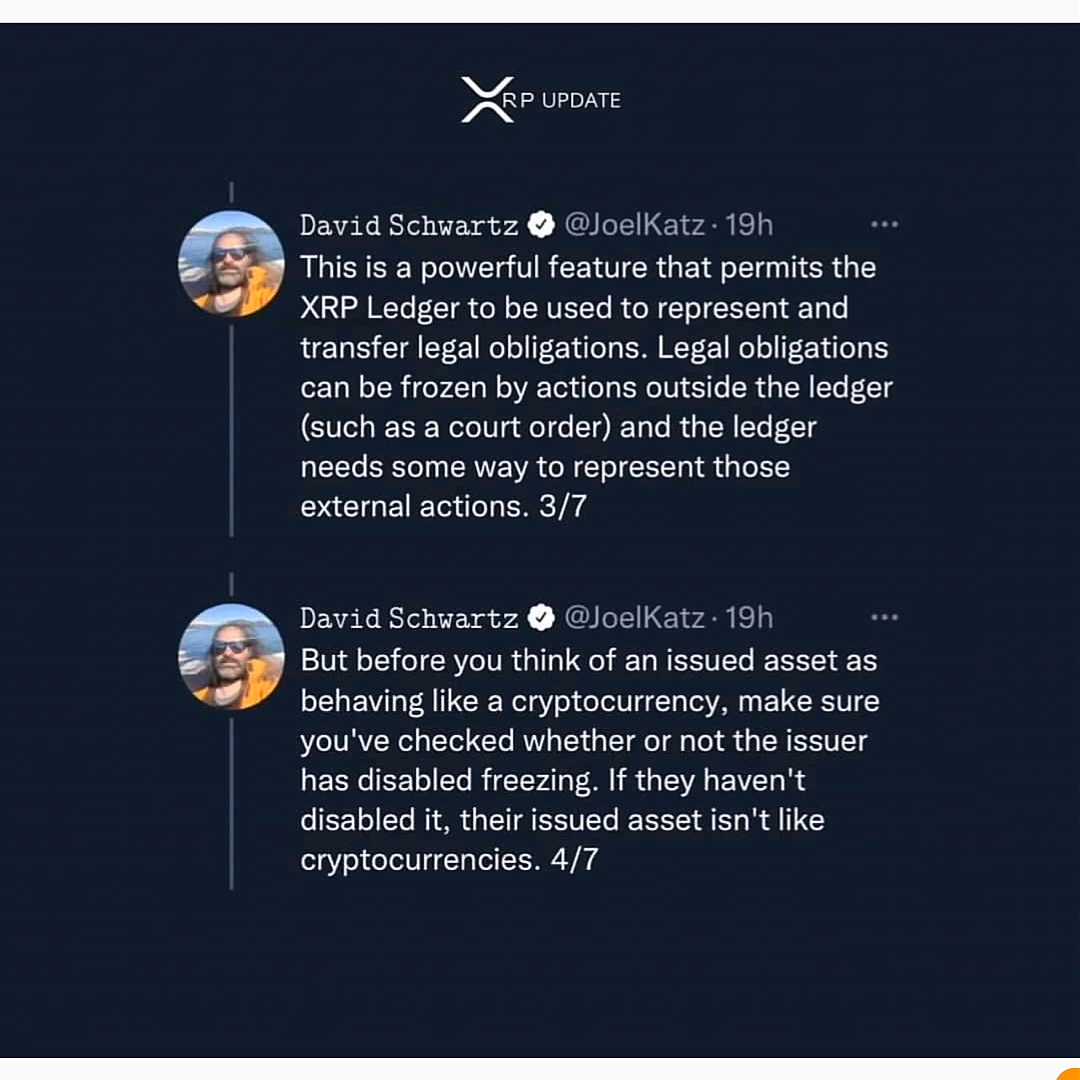 XRP UPDATE
David Schwartz @JoelKatz · 19h
This is a powerful feature that permits the
XRP Ledger to be used to represent and
transfer legal obligations. Legal obligations
can be frozen by actions outside the ledger
(such as a court order) and the ledger
needs some way to represent those
external actions. 3/7
David Schwartz @JoelKatz · 19h
But before you think of an issued asset as
behaving like a cryptocurrency, make sure
you've checked whether or not the issuer
has disabled freezing. If they haven't
disabled it, their issued asset isn't like
cryptocurrencies. 4/7